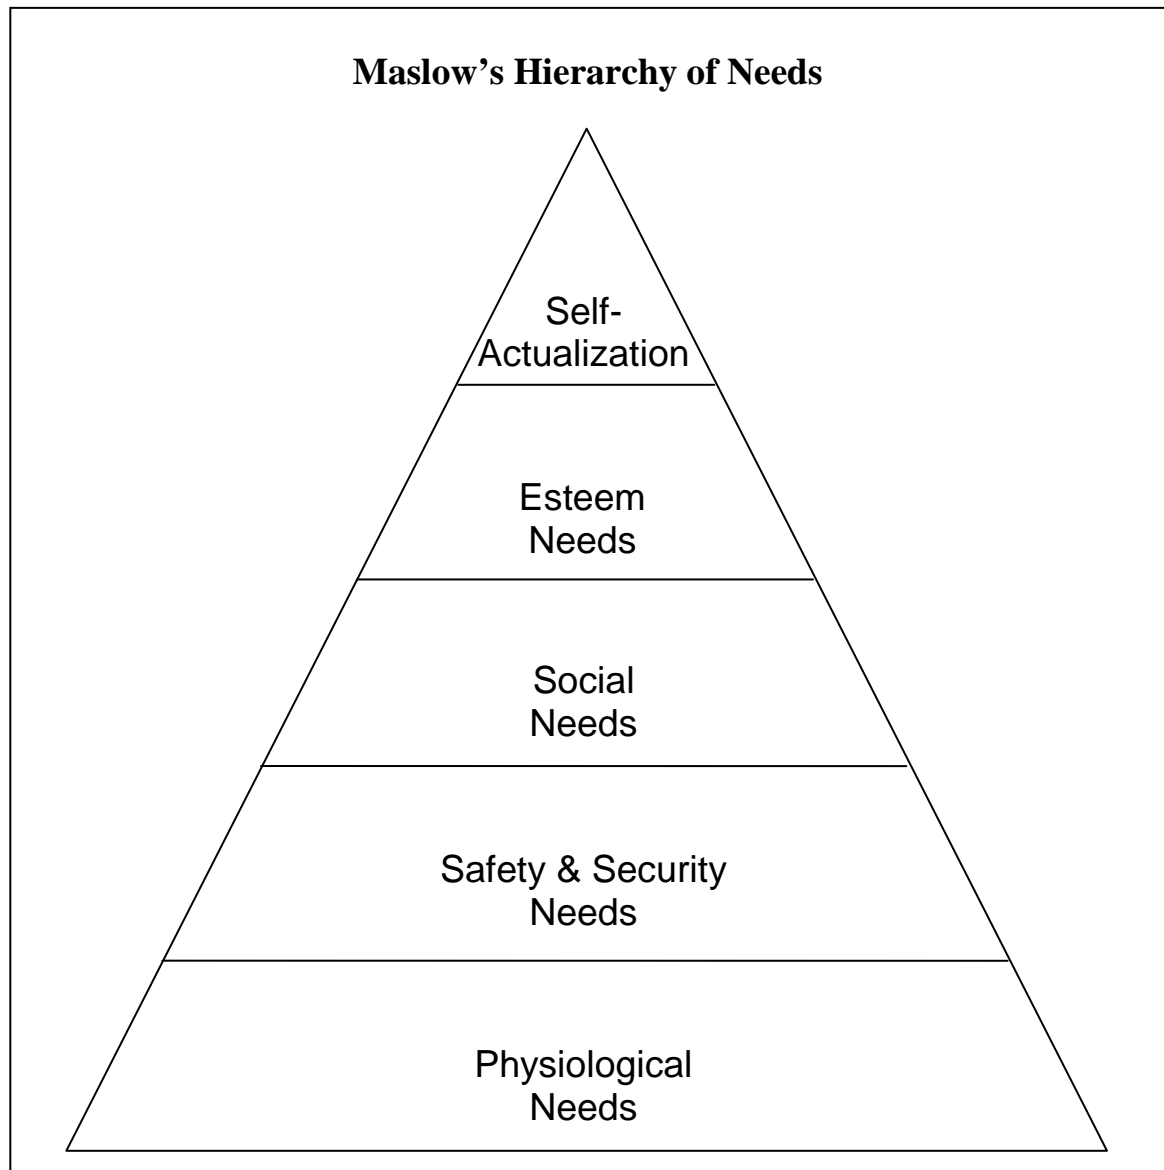 Maslow’s Hierarchy of Needs
Self-
Actualization
Esteem
Needs
Social
Needs
Safety & Security
Needs
Physiological
Needs